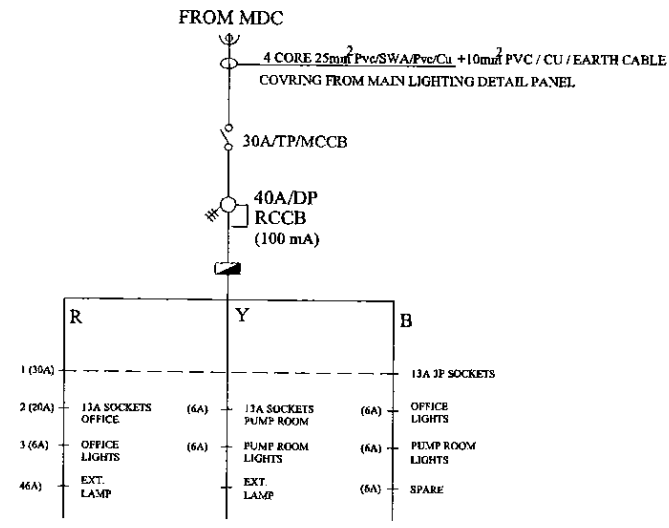 FROM MDC
4 CORE 25mm² Pvc/SWA/Pvc/Cu +10mm² PVC / CU / EARTH CABLE
COVRING FROM MAIN LIGHTING DETAIL PANEL
30A/TP/MCCB
40A/DP
RCCB
(100 mA)
R Y B
1 (30A) 13A 3P SOCKETS
2 (20A) 13A SOCKETS (6A) 13A SOCKETS (6A) OFFICE
OFFICE PUMP ROOM LIGHTS
3 (6A) OFFICE (6A) PUMP ROOM (6A) PUMP ROOM
LIGHTS LIGHTS LIGHTS
46A) EXT. EXT. (6A) SPARE
LAMP LAMP